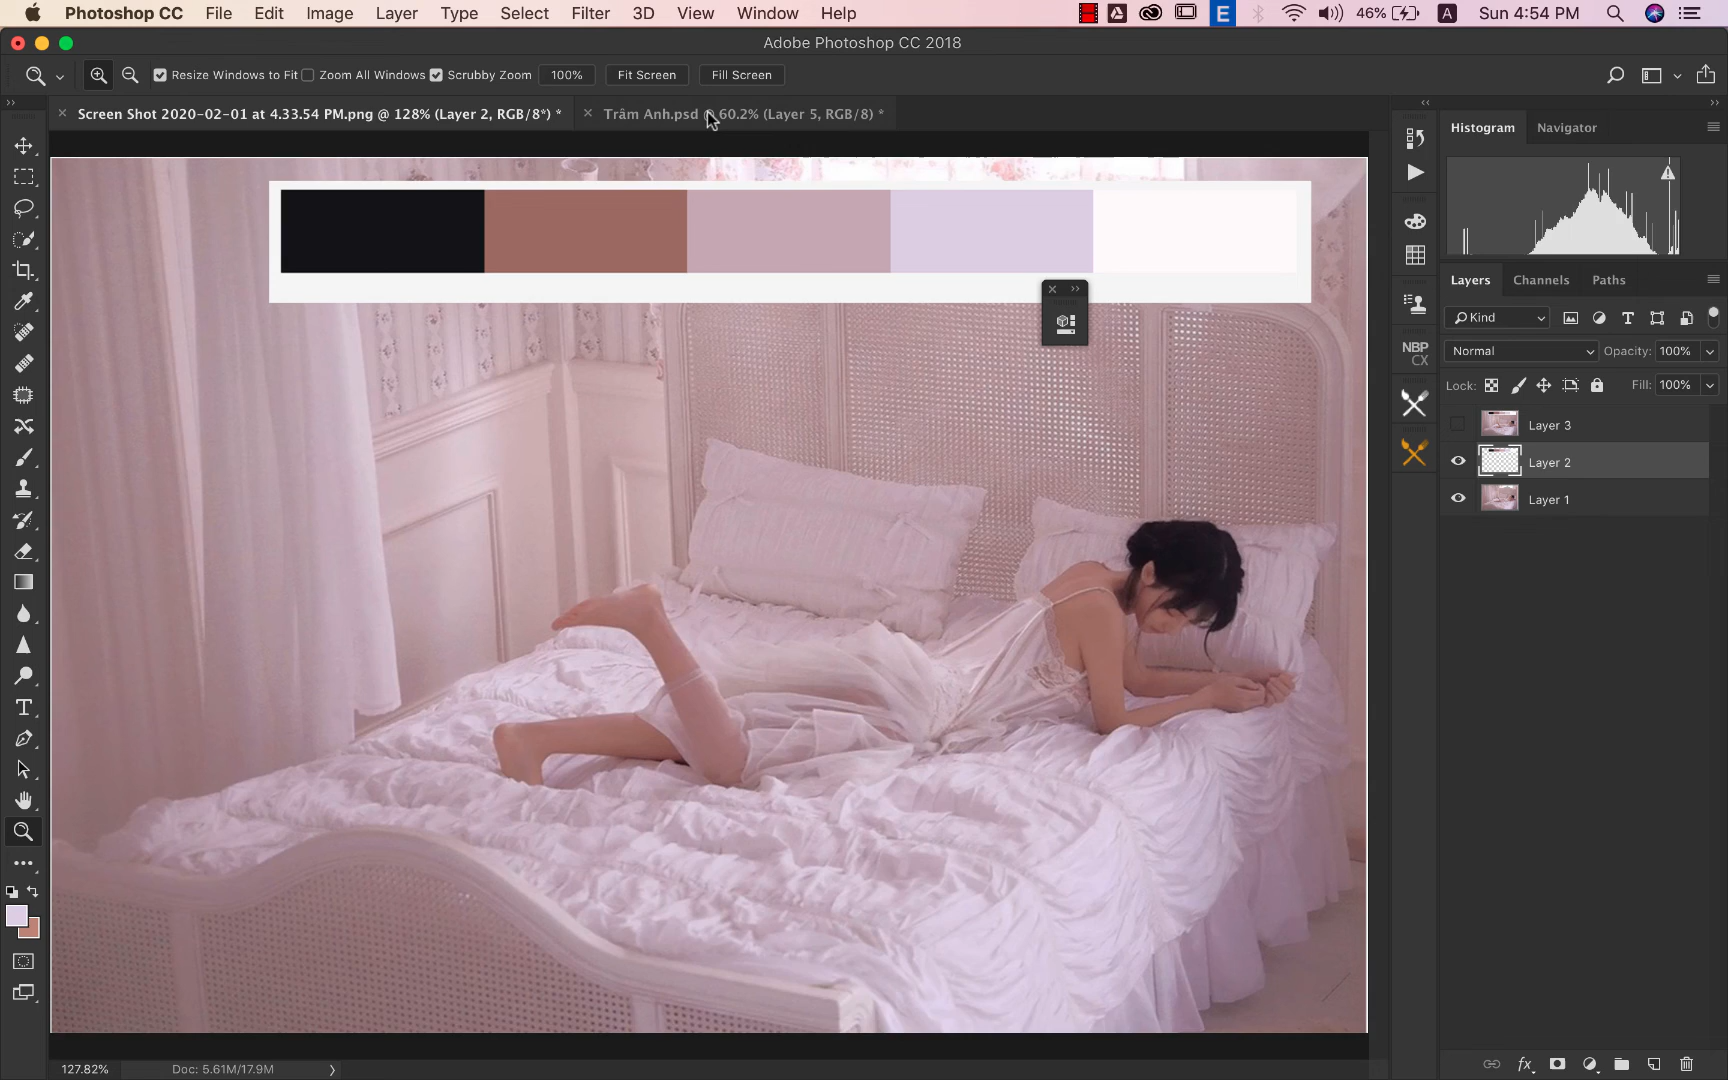 Photoshop CC File Edit Image Layer Type Select Filter 3D View Window Help E 46% A Sun 4:54 PM
Adobe Photoshop CC 2018
Resize Windows to Fit Zoom All Windows Scrubby Zoom 100% Fit Screen Fill Screen
Screen Shot 2020-02-01 at 4.33.54 PM.png @ 128% (Layer 2, RGB/8*) *
Trâm Anh.psd @ 60.2% (Layer 5, RGB/8) *
Histogram Navigator
Layers Channels Paths
Kind
Normal Opacity: 100%
NBP
CX
Lock: Fill: 100%
Layer 3
Layer 2
Layer 1
127.82% Doc: 5.61M/17.9M
fx